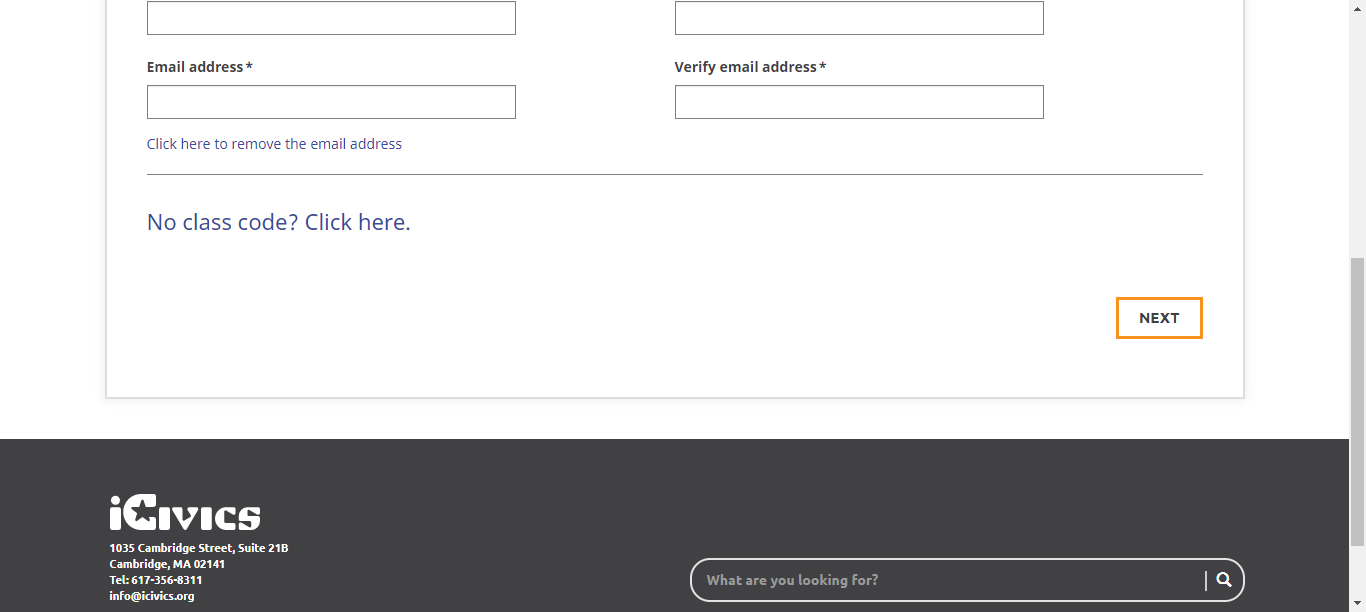 Email address*
Verify email address*
Click here to remove the email address
No class code? Click here.
NEXT
iCivics
1035 Cambridge Street, Suite 21B
Cambridge, MA 02141
Tel: 617-356-8311
info@icivics.org
What are you looking for?